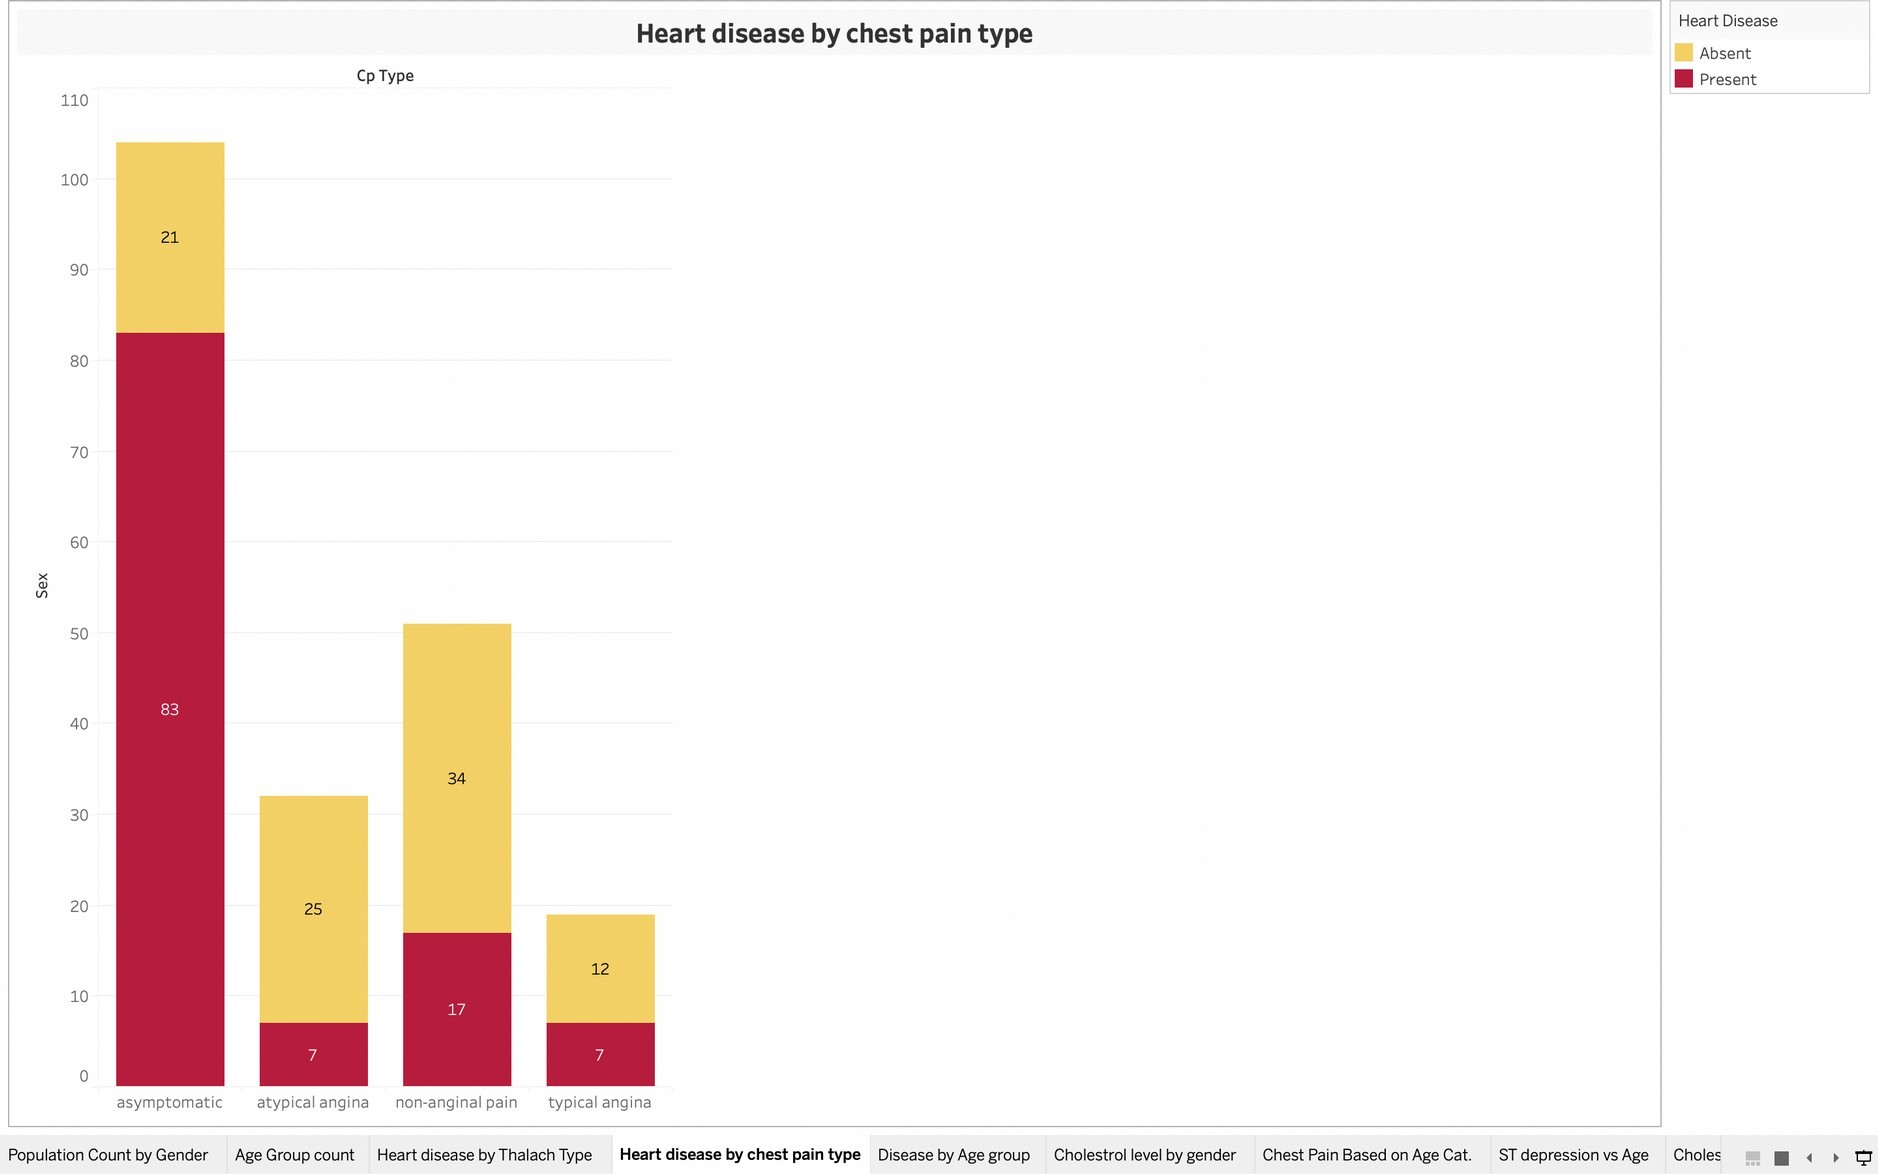 Heart disease by chest pain type
Heart Disease
Absent
Present
Cp Type
110
100
90
80
70
60
50
40
30
20
10
0
Sex
21
83
25
7
34
17
12
7
asymptomatic
atypical angina
non-anginal pain
typical angina
Population Count by Gender
Age Group count
Heart disease by Thalach Type
Heart disease by chest pain type
Disease by Age group
Cholestrol level by gender
Chest Pain Based on Age Cat.
ST depression vs Age
Choles